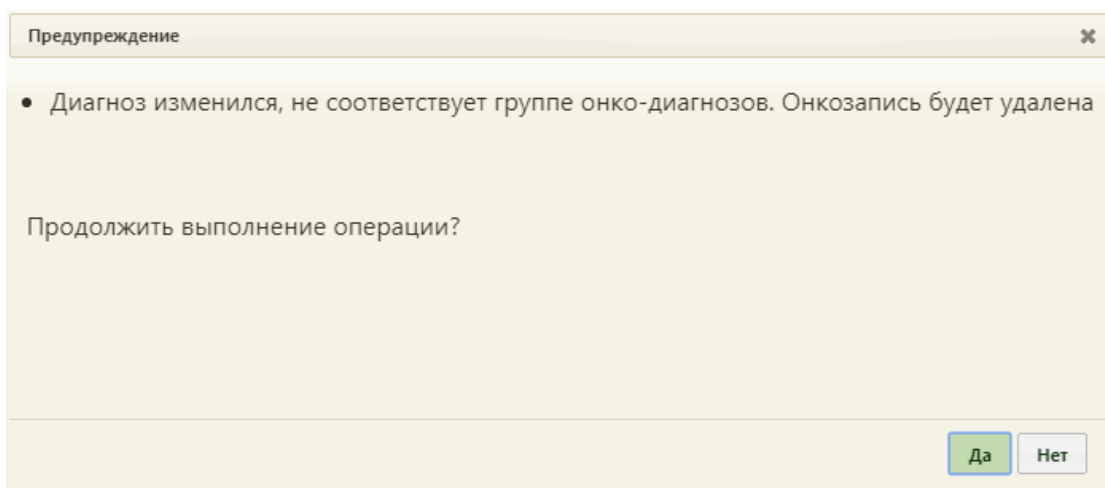 Предупреждение
Диагноз изменился, не соответствует группе онко-диагнозов. Онкозапись будет удалена
Продолжить выполнение операции?
Да Нет